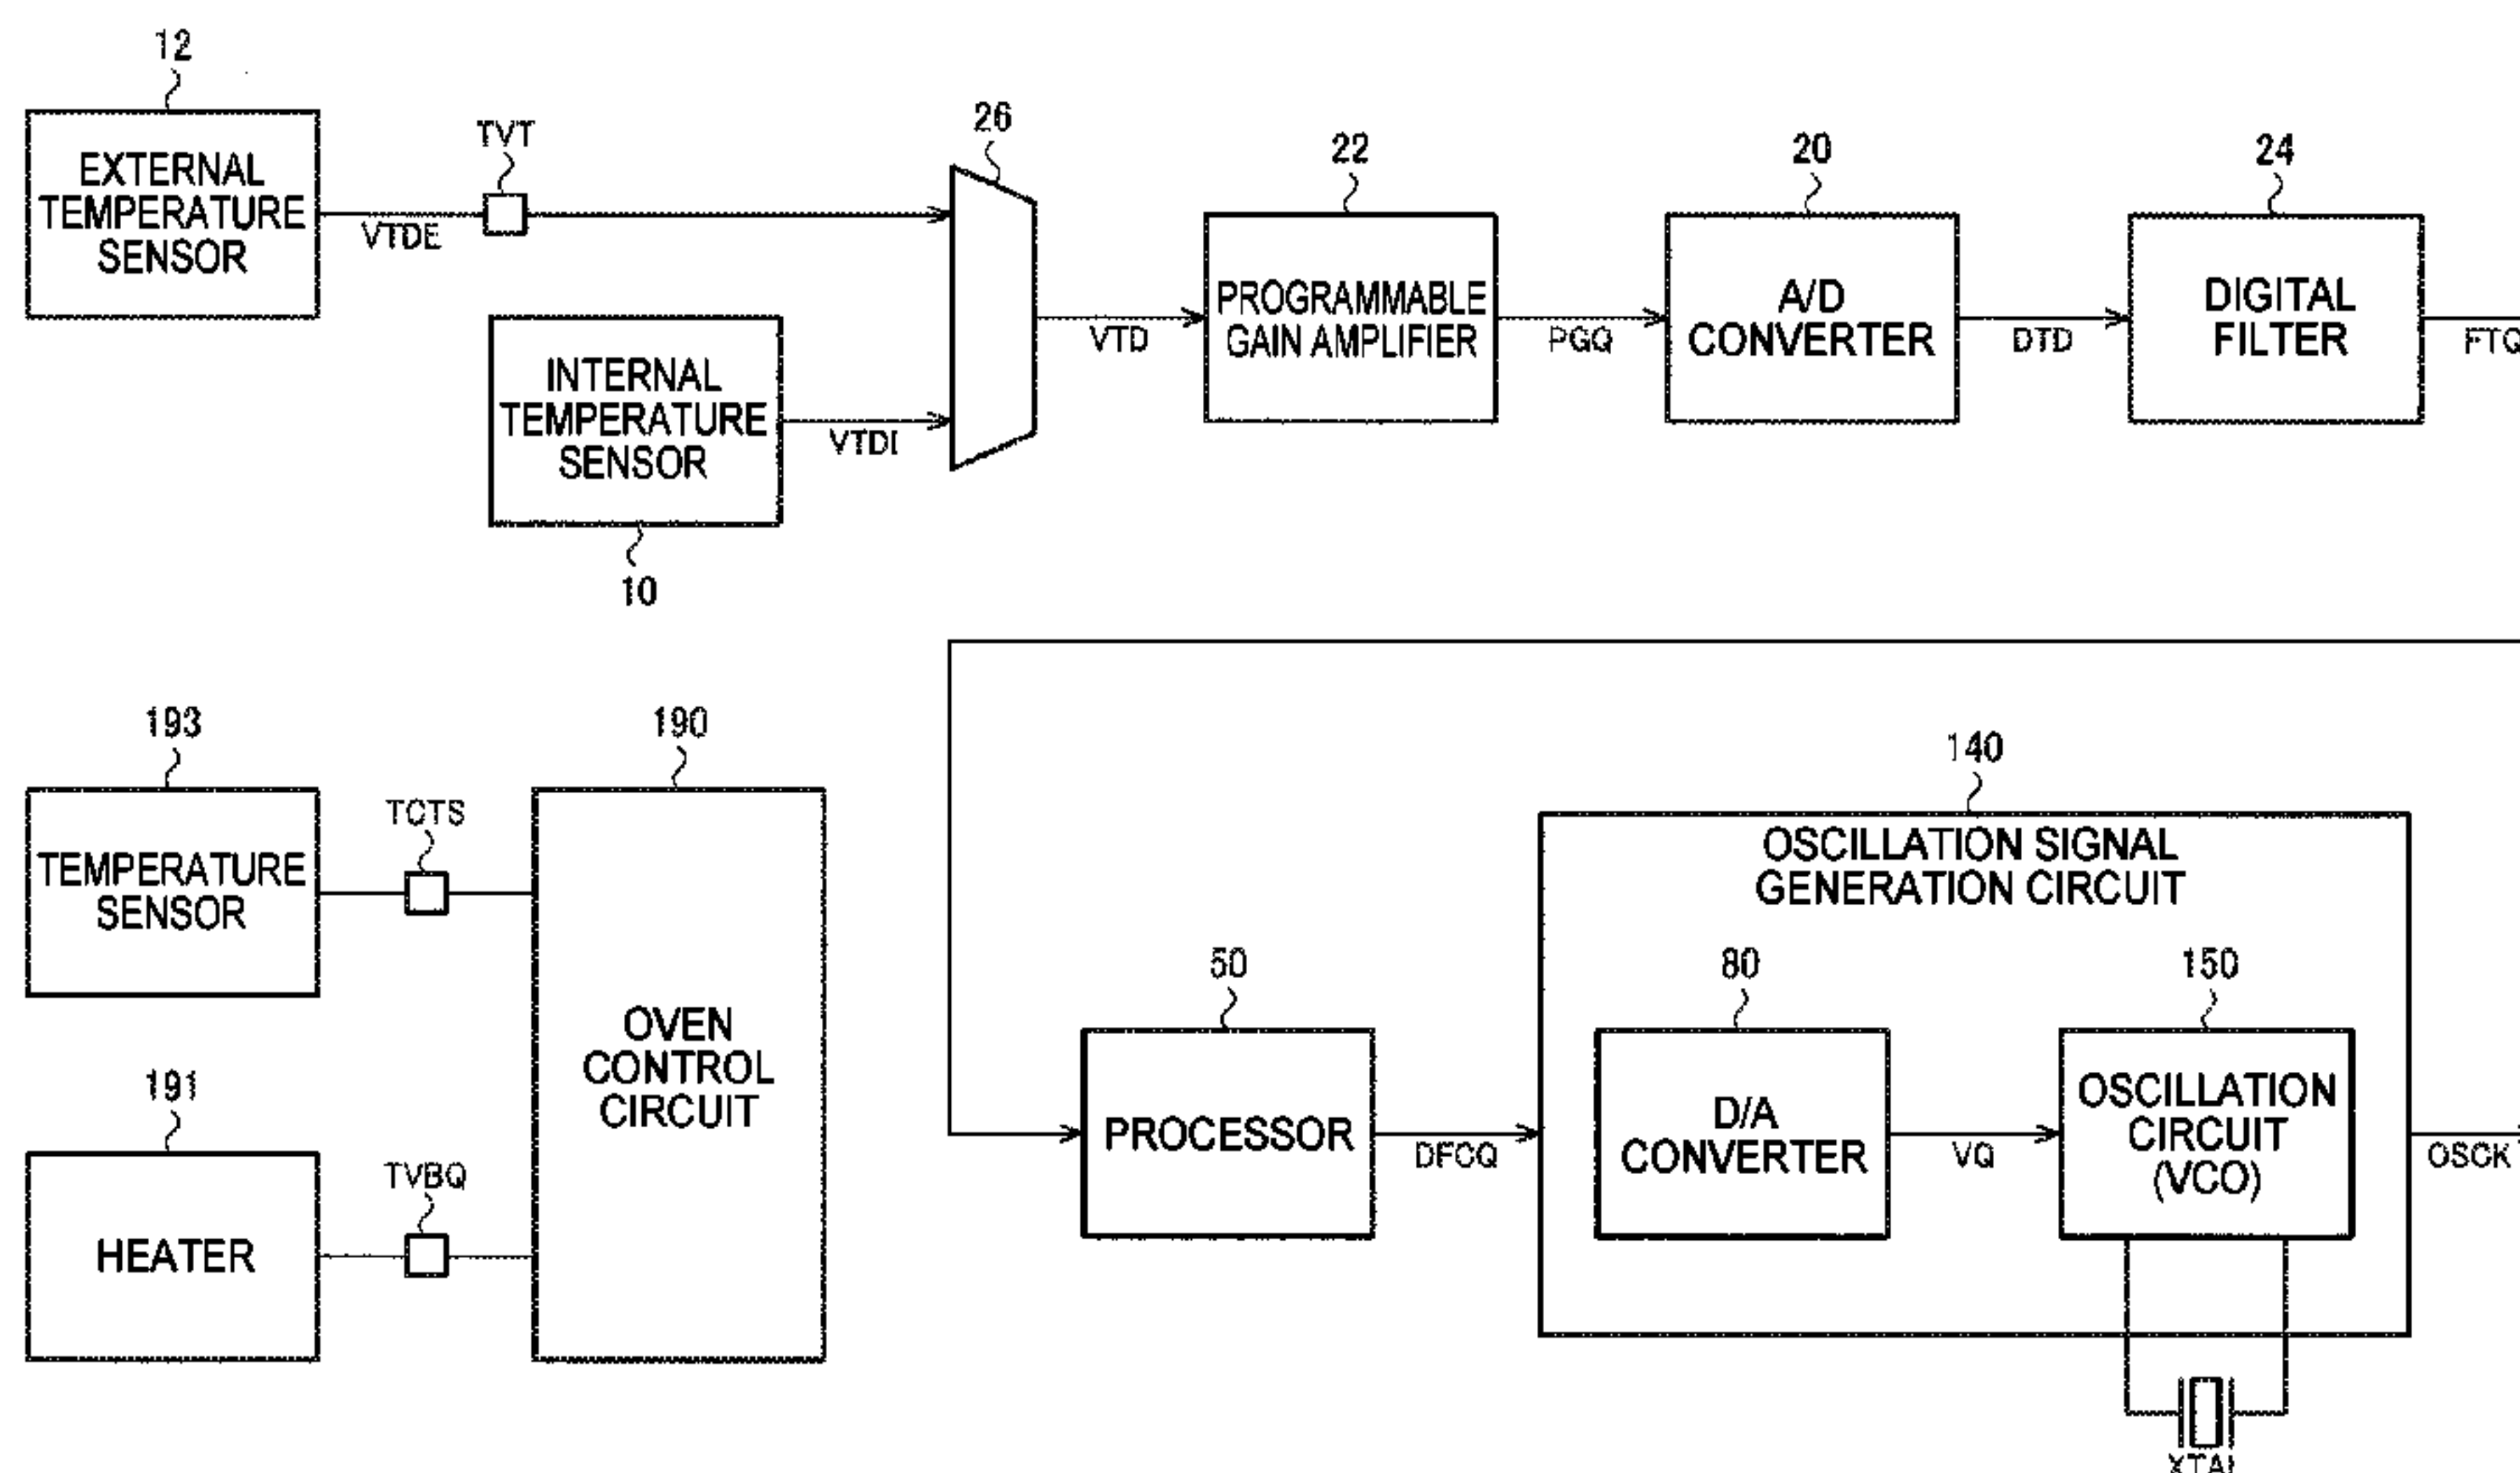 12
EXTERNAL
TEMPERATURE
SENSOR
VTDE
TVT
26
INTERNAL
TEMPERATURE
SENSOR
VTDI
10
VTD
22
PROGRAMMABLE
GAIN AMPLIFIER
PGQ
20
A/D
CONVERTER
DTD
24
DIGITAL
FILTER
FTQ
193
TEMPERATURE
SENSOR
TCTS
190
OVEN
CONTROL
CIRCUIT
191
HEATER
TVBQ
50
PROCESSOR
DFCQ
140
OSCILLATION SIGNAL
GENERATION CIRCUIT
80
D/A
CONVERTER
VQ
150
OSCILLATION
CIRCUIT
(VCO)
OSCK
XTAL